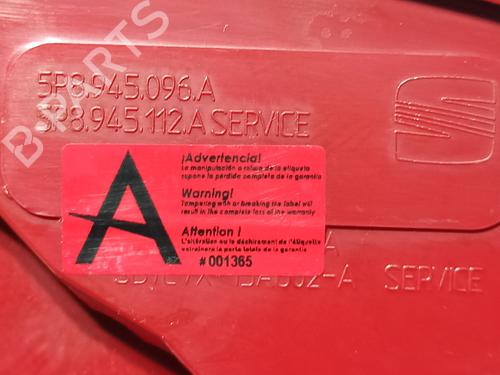 B-PARTS
5P8.945.096.A
5P8.945.112.A SERVICE
A
¡Advertencia!
La manipulación o rotura de la etiqueta
supone la pérdida completa de la garantía
Warning!
Tampering with or breaking the label will
result in the complete loss of the warranty
Attention !
L'altération ou le déchirement de l'étiquette
entraînera la perte totale de la garantie
# 001365
A
SERVICE